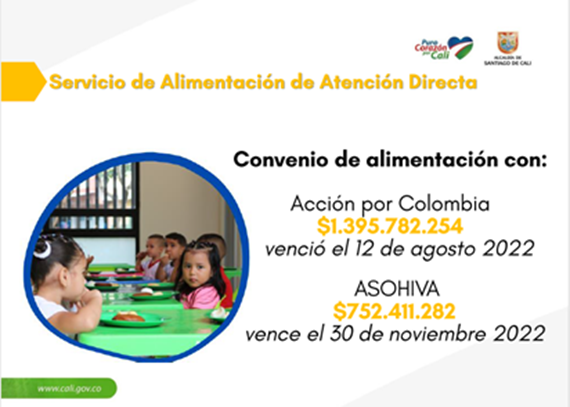 Puro
Corazón
por
Cali
ALCALDÍA DE
SANTIAGO DE CALI
Servicio de Alimentación de Atención Directa
Convenio de alimentación con:
Acción por Colombia
$1.395.782.254
venció el 12 de agosto 2022
ASOHIVA
$752.411.282
vence el 30 de noviembre 2022
www.cali.gov.co